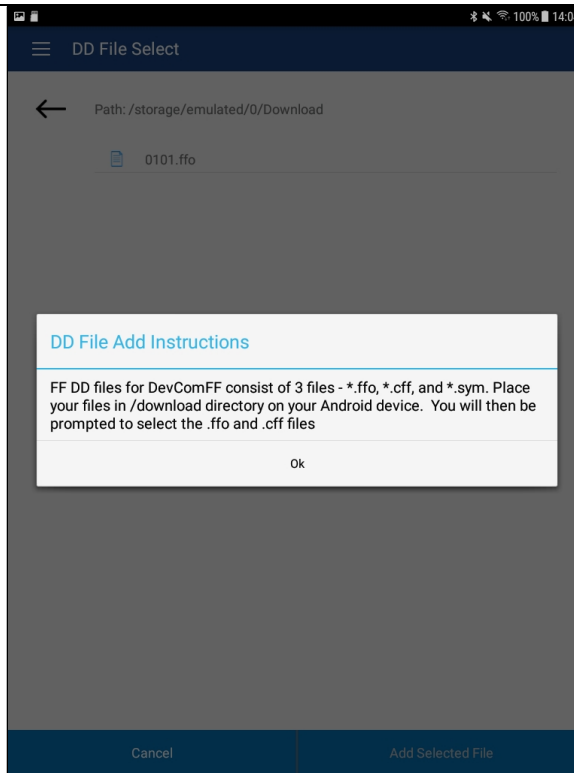 100% 14:0
DD File Select
Path: /storage/emulated/0/Download
0101.ffo
DD File Add Instructions
FF DD files for DevComFF consist of 3 files - *.ffo, *.cff, and *.sym. Place
your files in /download directory on your Android device.  You will then be
prompted to select the .ffo and .cff files
Ok
Cancel
Add Selected File